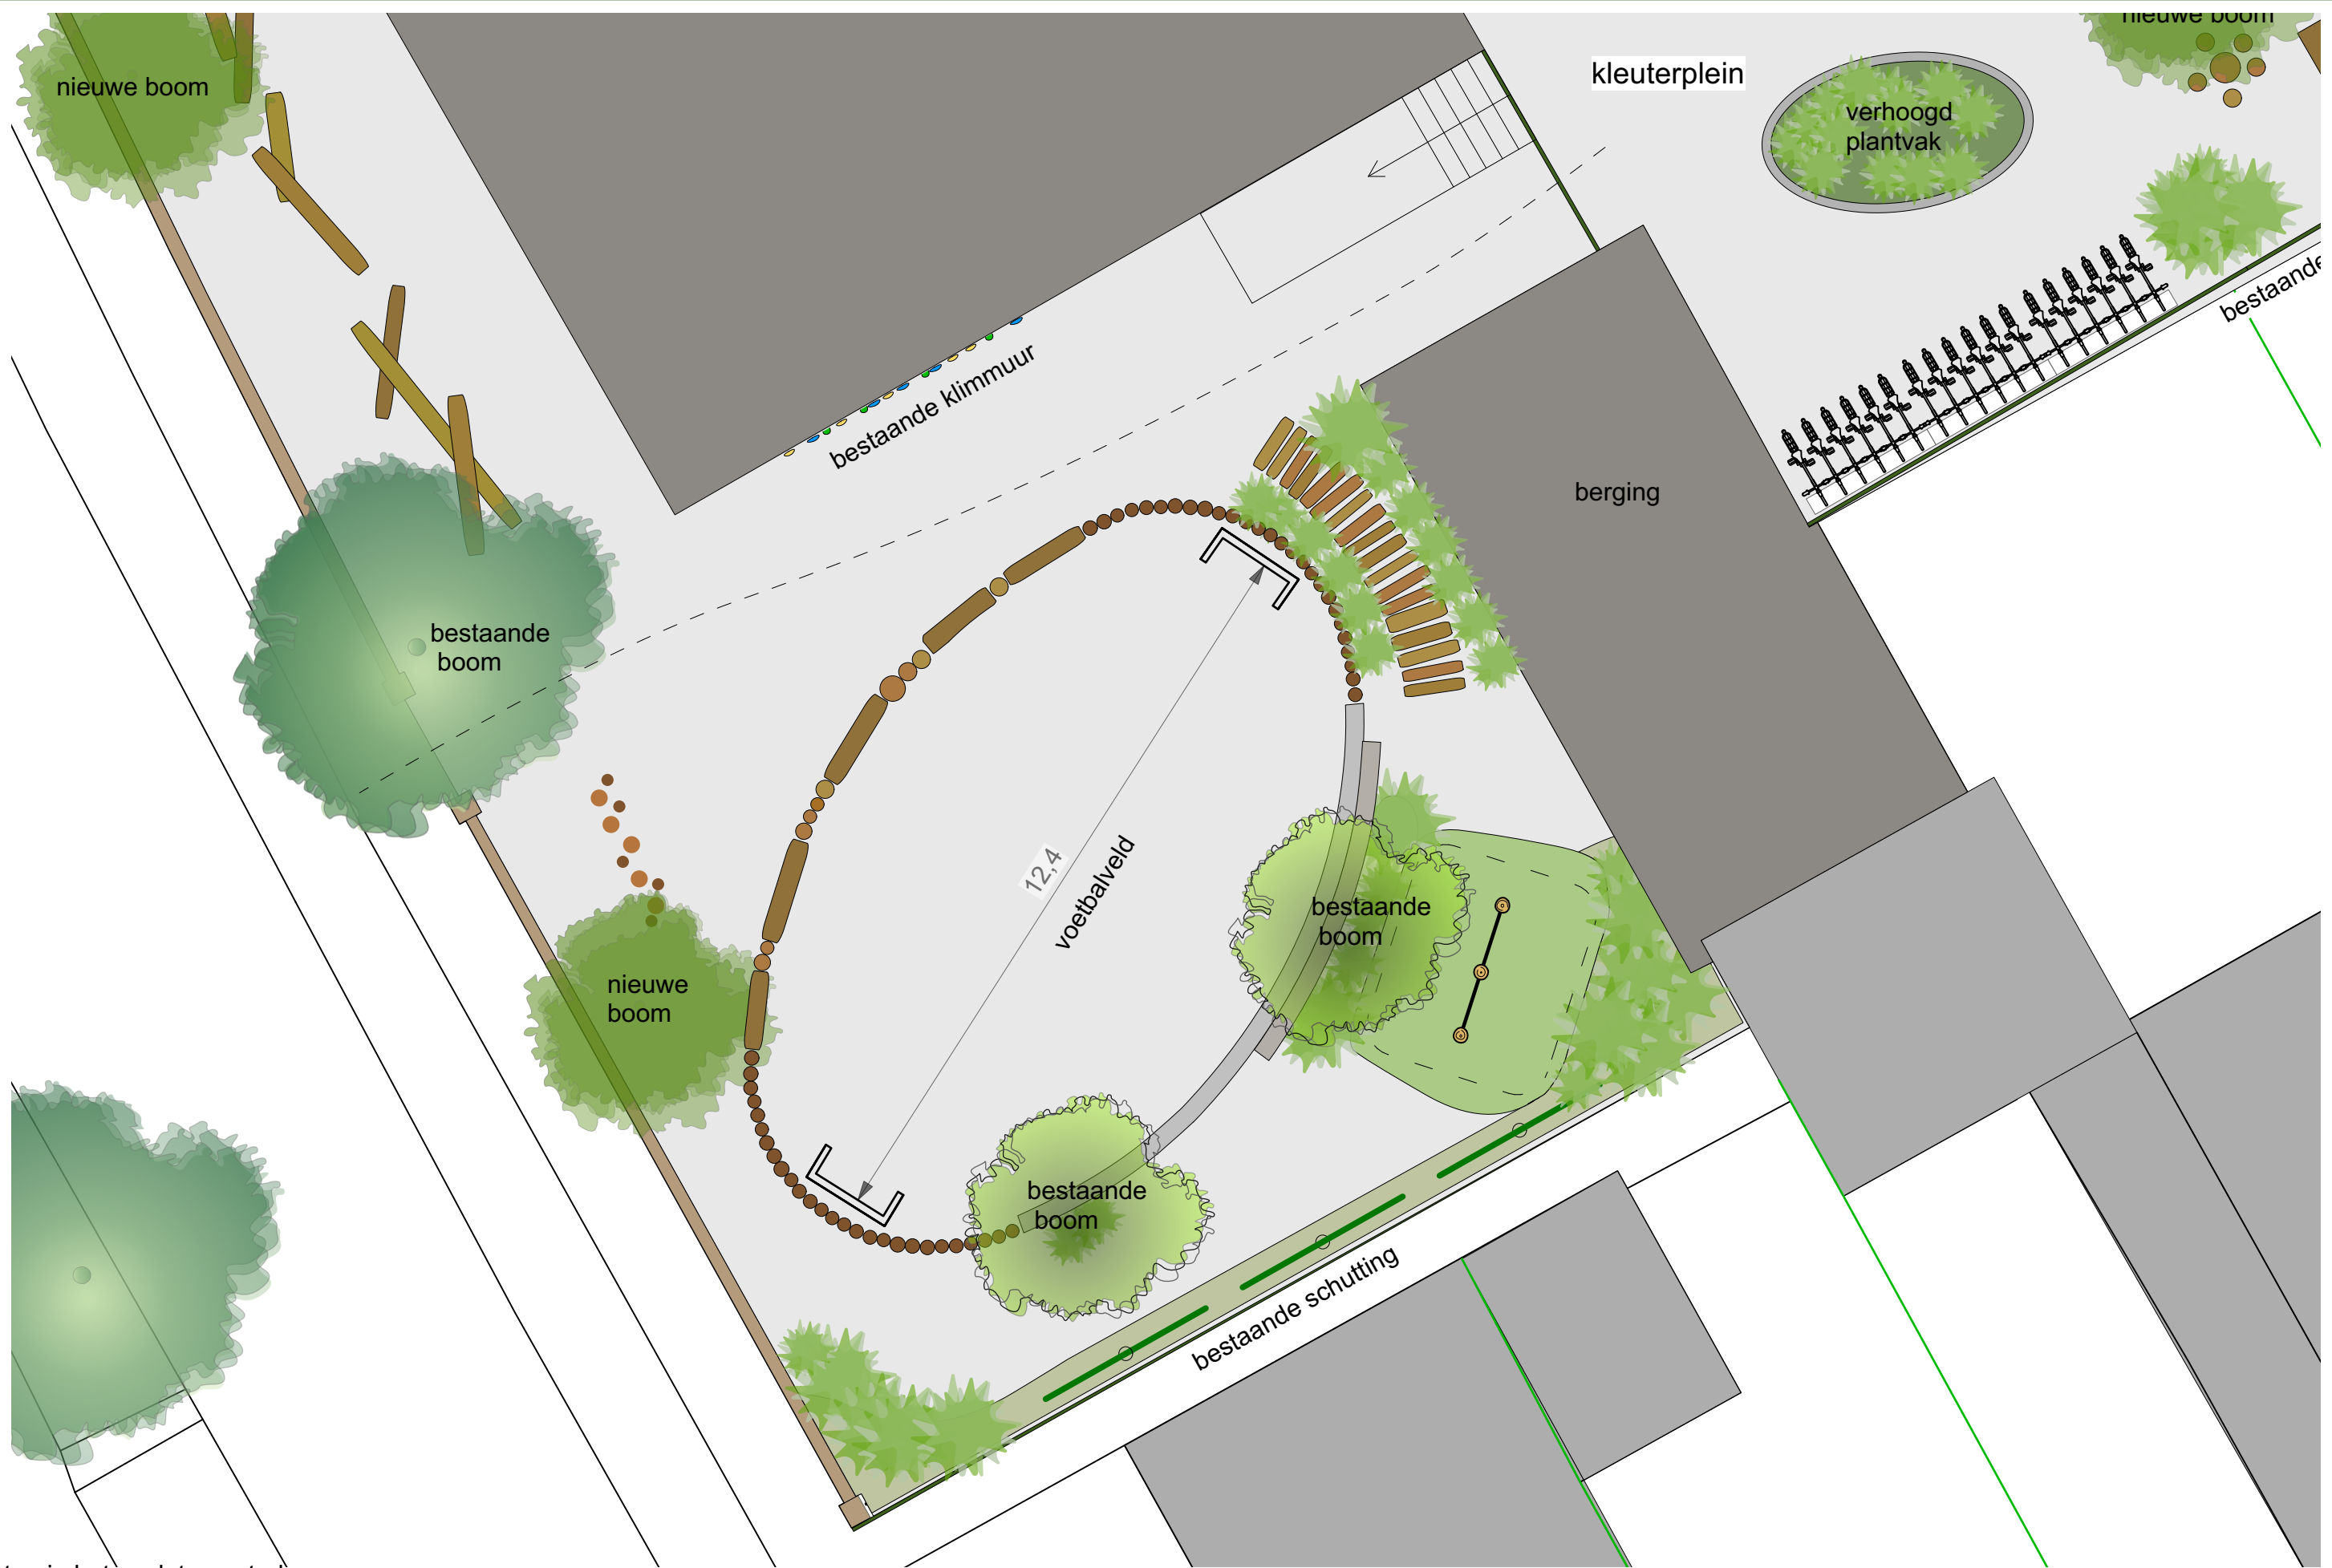 nieuwe boom
nieuwe boom
kleuterplein
verhoogd
plantvak
bestaande
bestaande klimmuur
berging
bestaande
boom
12,4
voetbalveld
bestaande
boom
nieuwe
boom
bestaande
boom
bestaande schutting